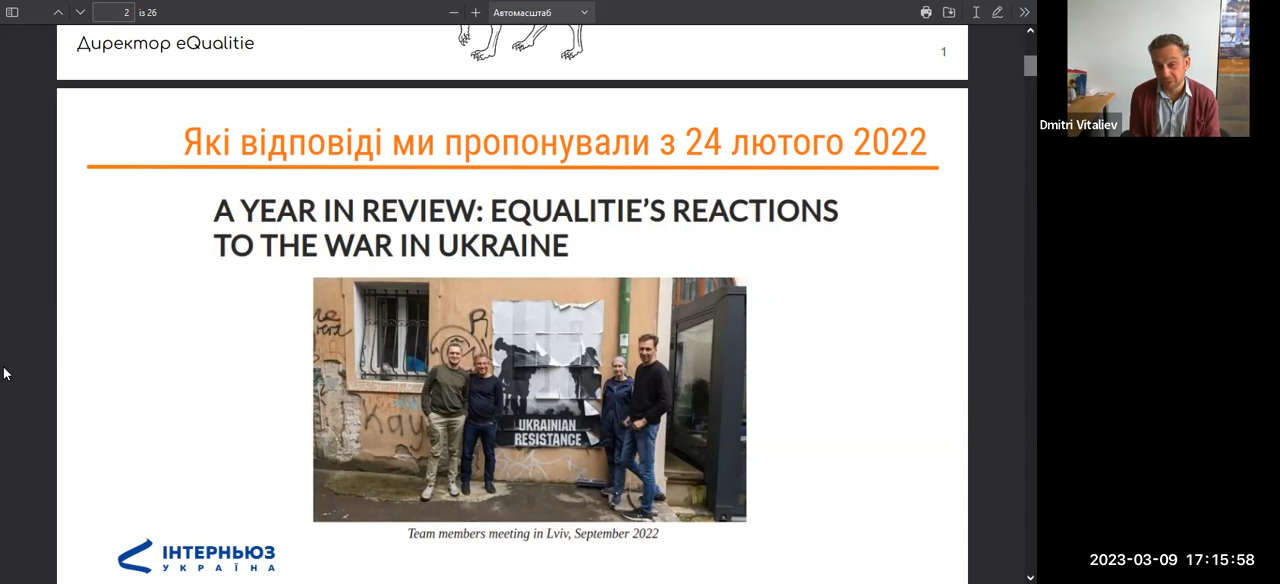 2
із 26
Автомасштаб
Директор eQualitie
1
Dmitri Vitaliev
Які відповіді ми пропонували з 24 лютого 2022
A YEAR IN REVIEW: EQUALITIE’S REACTIONS
TO THE WAR IN UKRAINE
Kay
UKRAINIAN
RESISTANCE
Team members meeting in Lviv, September 2022
ІНТЕРНЬЮЗ
УКРАЇНА
2023-03-09 17:15:58